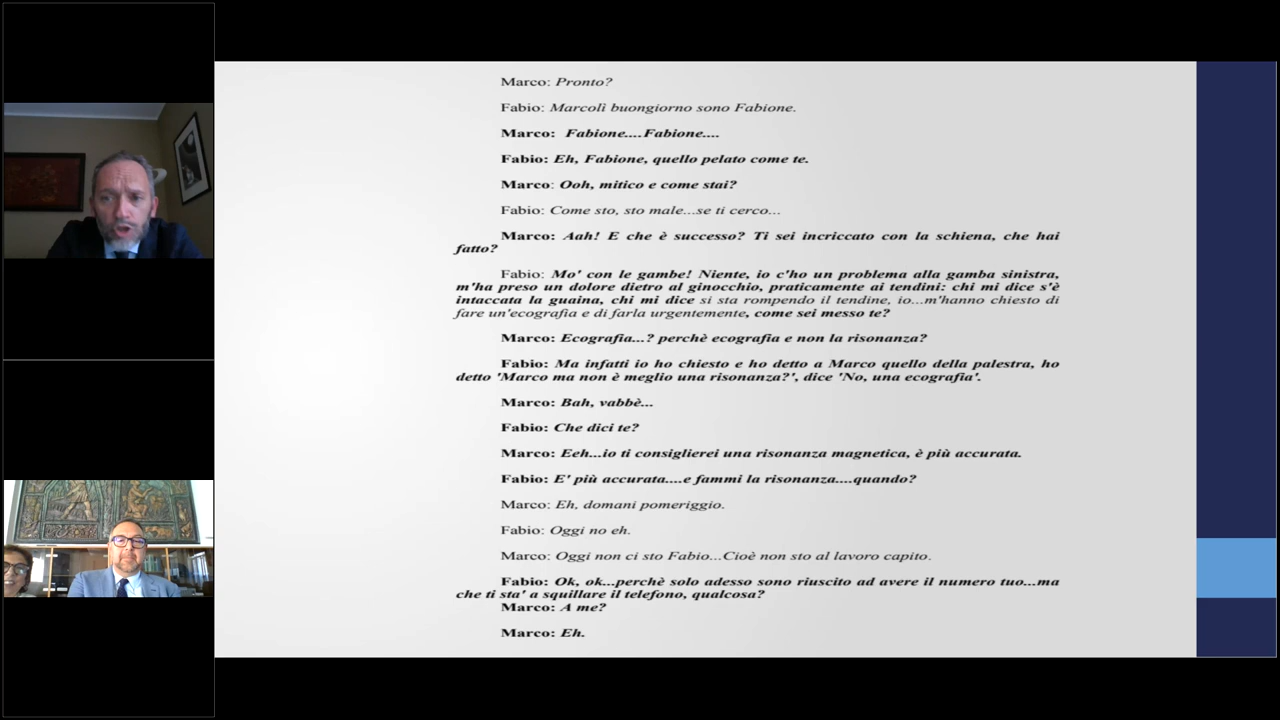 Marco: Pronto?
Fabio: Marcolì buongiorno sono Fabione.
Marco: Fabione....Fabione....
Fabio: Eh, Fabione, quello pelato come te.
Marco: Ooh, mitico e come stai?
Fabio: Come sto, sto male...se ti cerco...
Marco: Aah! E che è successo? Ti sei incriccato con la schiena, che hai
fatto?
Fabio: Mo' con le gambe! Niente, io c'ho un problema alla gamba sinistra,
m'ha preso un dolore dietro al ginocchio, praticamente ai tendini: chi mi dice s'è
intaccata la guaina, chi mi dice si sta rompendo il tendine, io...m'hanno chiesto di
fare un'ecografia e di farla urgentemente, come sei messo te?
Marco: Ecografia...? perchè ecografia e non la risonanza?
Fabio: Ma infatti io ho chiesto e ho detto a Marco quello della palestra, ho
detto 'Marco ma non è meglio una risonanza?', dice 'No, una ecografia'.
Marco: Bah, vabbè...
Fabio: Che dici te?
Marco: Eeh...io ti consiglierei una risonanza magnetica, è più accurata.
Fabio: E' più accurata....e fammi la risonanza....quando?
Marco: Eh, domani pomeriggio.
Fabio: Oggi no eh.
Marco: Oggi non ci sto Fabio...Cioè non sto al lavoro capito.
Fabio: Ok, ok...perchè solo adesso sono riuscito ad avere il numero tuo...ma
che ti sta' a squillare il telefono, qualcosa?
Marco: A me?
Marco: Eh.